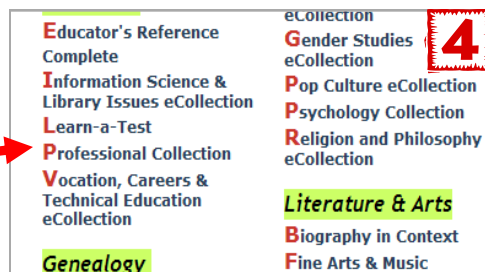 Educator's Reference
Complete
Information Science &
Library Issues eCollection
Learn-a-Test
Professional Collection
Vocation, Careers &
Technical Education
eCollection
Genealogy
eCollection
Gender Studies
eCollection
Pop Culture eCollection
Psychology Collection
Religion and Philosophy
eCollection
Literature & Arts
Biography in Context
Fine Arts & Music
4